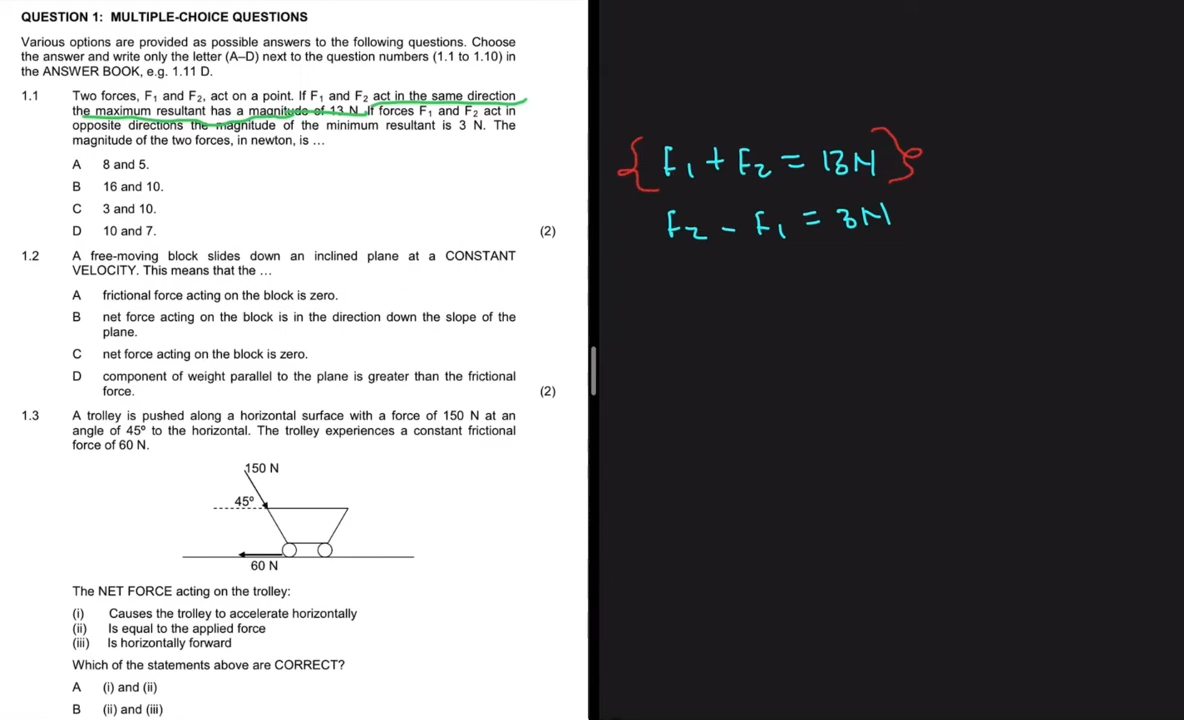 QUESTION 1: MULTIPLE-CHOICE QUESTIONS
Various options are provided as possible answers to the following questions. Choose
the answer and write only the letter (A–D) next to the question numbers (1.1 to 1.10) in
the ANSWER BOOK, e.g. 1.11 D.
1.1 Two forces, F₁ and F₂, act on a point. If F₁ and F₂ act in the same direction
the maximum resultant has a magnitude of 13 N. If forces F₁ and F₂ act in
opposite directions the magnitude of the minimum resultant is 3 N. The
magnitude of the two forces, in newton, is …
A 8 and 5.
B 16 and 10.
C 3 and 10.
D 10 and 7. (2)
1.2 A free-moving block slides down an inclined plane at a CONSTANT
VELOCITY. This means that the …
A frictional force acting on the block is zero.
B net force acting on the block is in the direction down the slope of the
plane.
C net force acting on the block is zero.
D component of weight parallel to the plane is greater than the frictional
force. (2)
1.3 A trolley is pushed along a horizontal surface with a force of 150 N at an
angle of 45º to the horizontal. The trolley experiences a constant frictional
force of 60 N.
150 N
45º
60 N
The NET FORCE acting on the trolley:
(i) Causes the trolley to accelerate horizontally
(ii) Is equal to the applied force
(iii) Is horizontally forward
Which of the statements above are CORRECT?
A (i) and (ii)
B (ii) and (iii)
{ F₁ + F₂ = 13N }
F₂ - F₁ = 3N